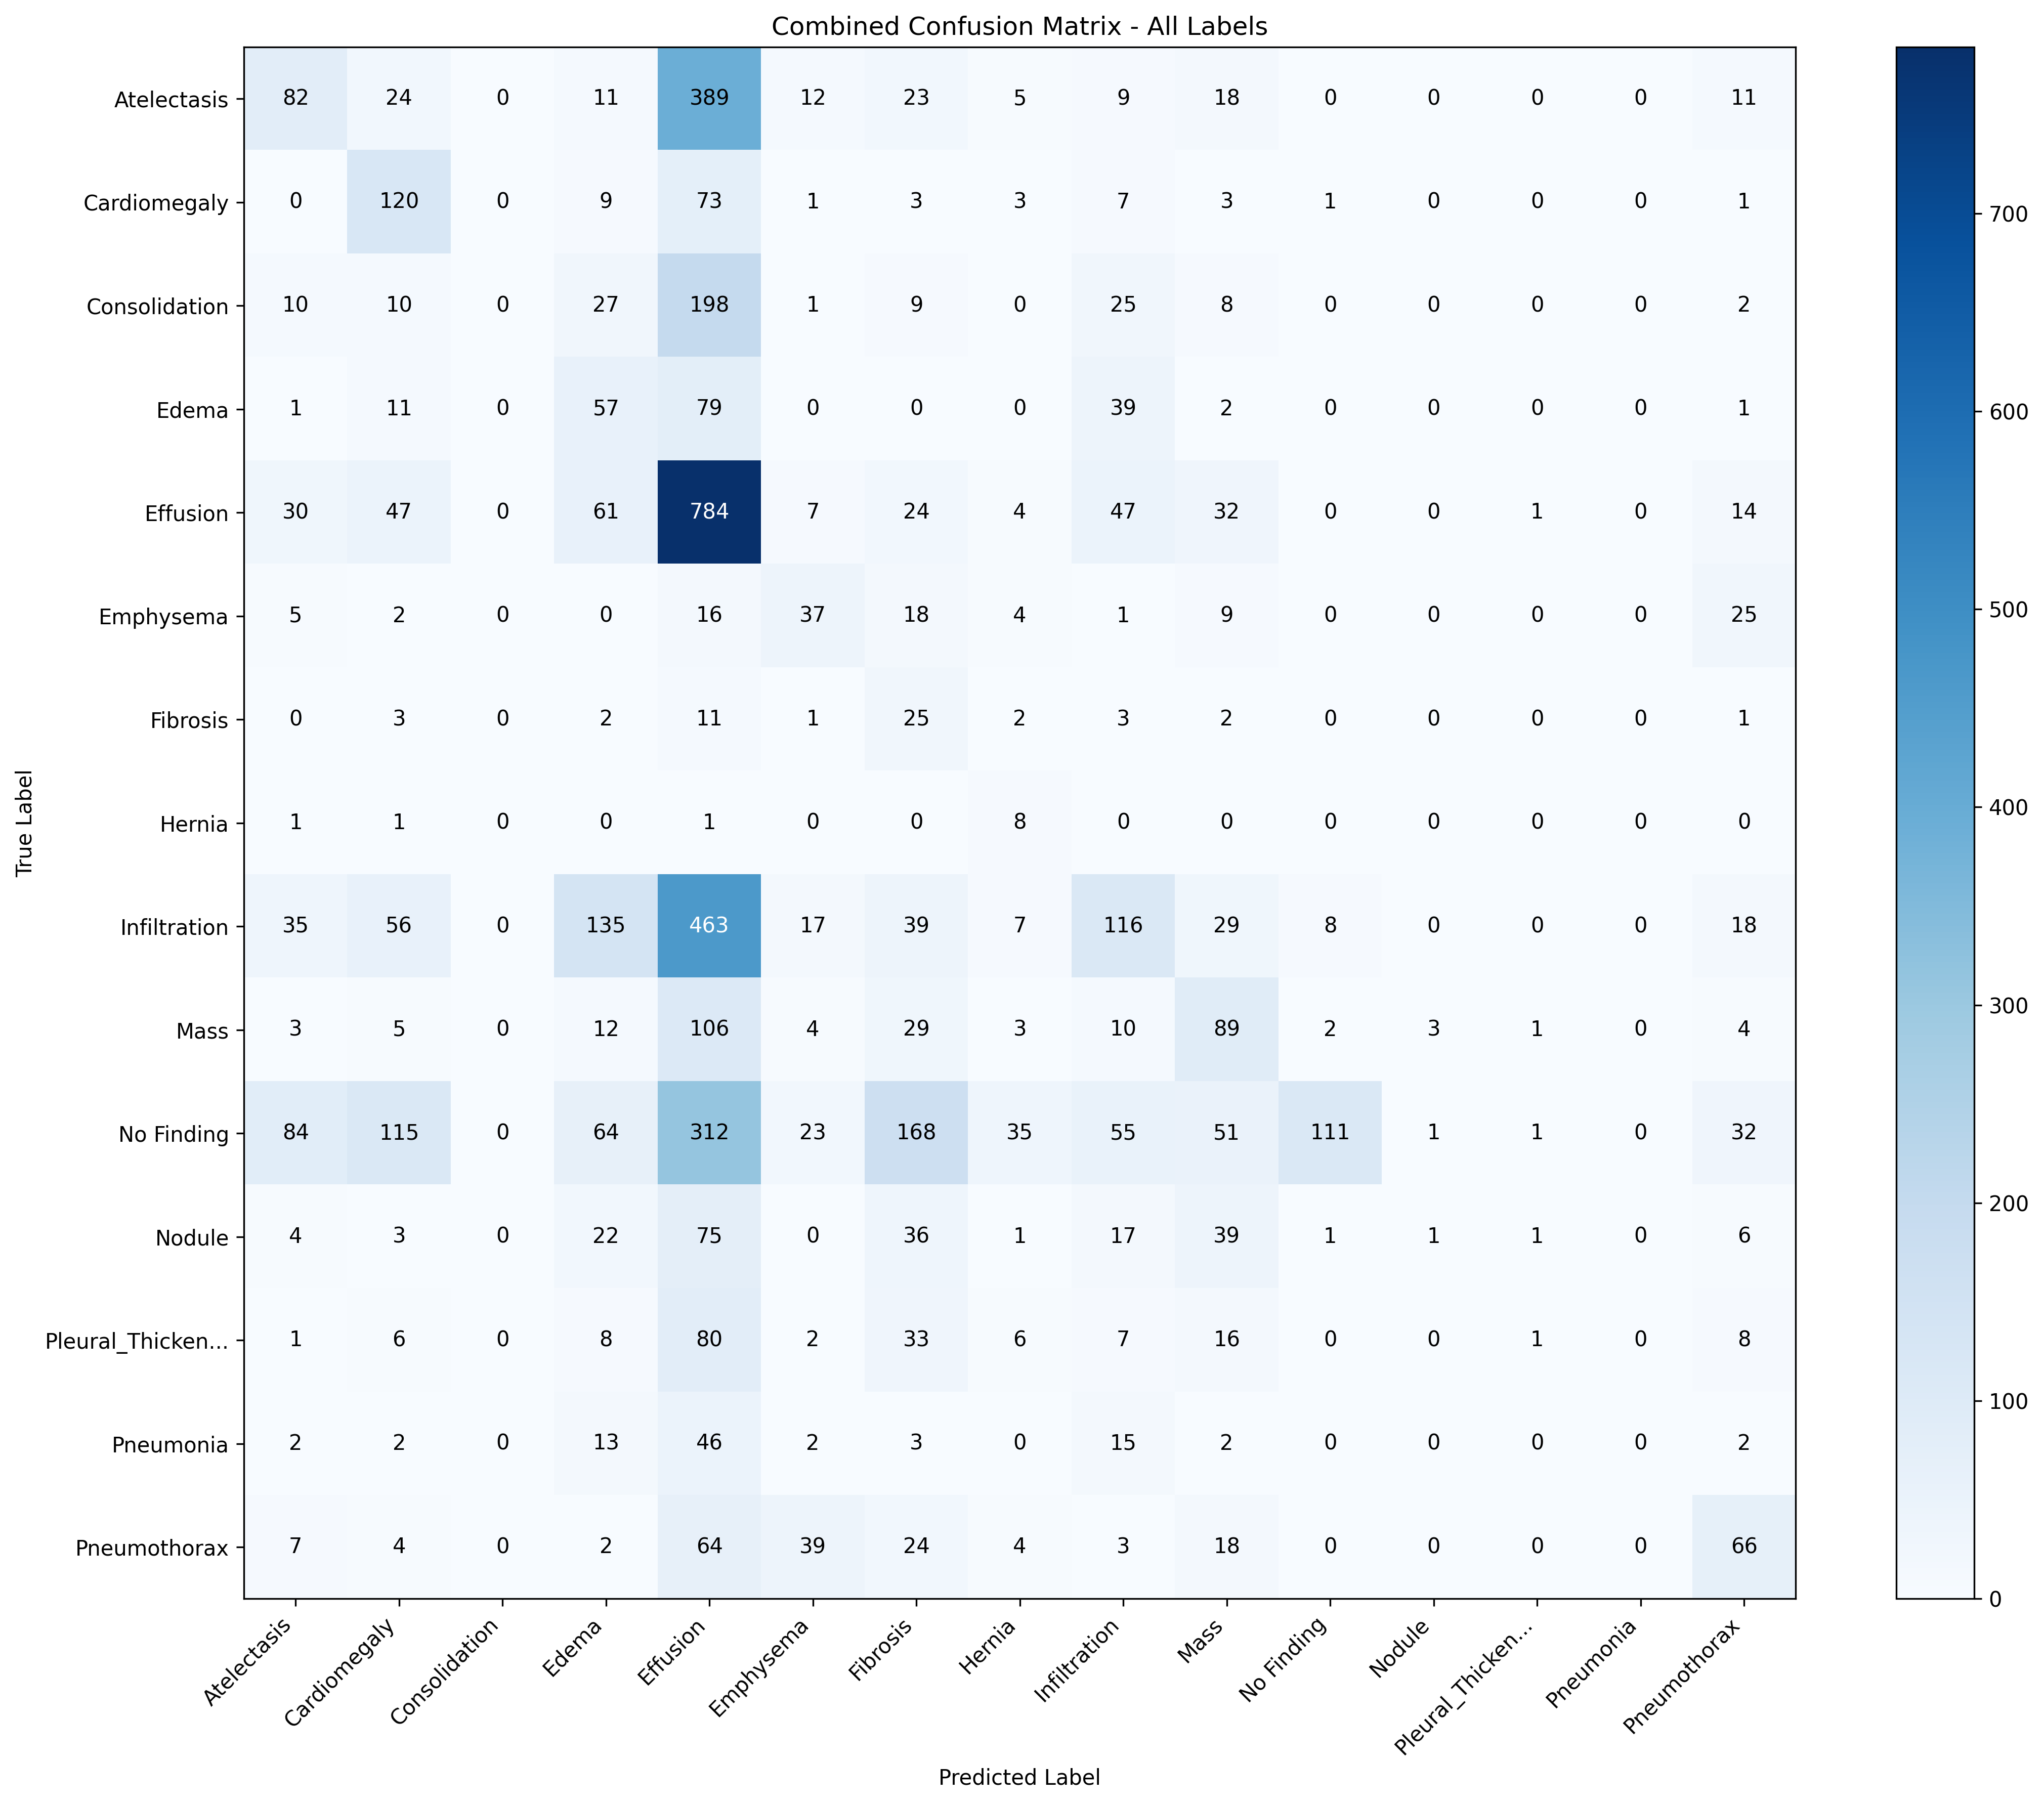 Combined Confusion Matrix - All Labels
True Label
Atelectasis 82 24 0 11 389 12 23 5 9 18 0 0 0 0 11
Cardiomegaly 0 120 0 9 73 1 3 3 7 3 1 0 0 0 1
Consolidation 10 10 0 27 198 1 9 0 25 8 0 0 0 0 2
Edema 1 11 0 57 79 0 0 0 39 2 0 0 0 0 1
Effusion 30 47 0 61 784 7 24 4 47 32 0 0 1 0 14
Emphysema 5 2 0 0 16 37 18 4 1 9 0 0 0 0 25
Fibrosis 0 3 0 2 11 1 25 2 3 2 0 0 0 0 1
Hernia 1 1 0 0 1 0 0 8 0 0 0 0 0 0 0
Infiltration 35 56 0 135 463 17 39 7 116 29 8 0 0 0 18
Mass 3 5 0 12 106 4 29 3 10 89 2 3 1 0 4
No Finding 84 115 0 64 312 23 168 35 55 51 111 1 1 0 32
Nodule 4 3 0 22 75 0 36 1 17 39 1 1 1 0 6
Pleural_Thicken... 1 6 0 8 80 2 33 6 7 16 0 0 1 0 8
Pneumonia 2 2 0 13 46 2 3 0 15 2 0 0 0 0 2
Pneumothorax 7 4 0 2 64 39 24 4 3 18 0 0 0 0 66
Atelectasis Cardiomegaly Consolidation Edema Effusion Emphysema Fibrosis Hernia Infiltration Mass No Finding Nodule Pleural_Thicken... Pneumonia Pneumothorax
Predicted Label
700
600
500
400
300
200
100
0